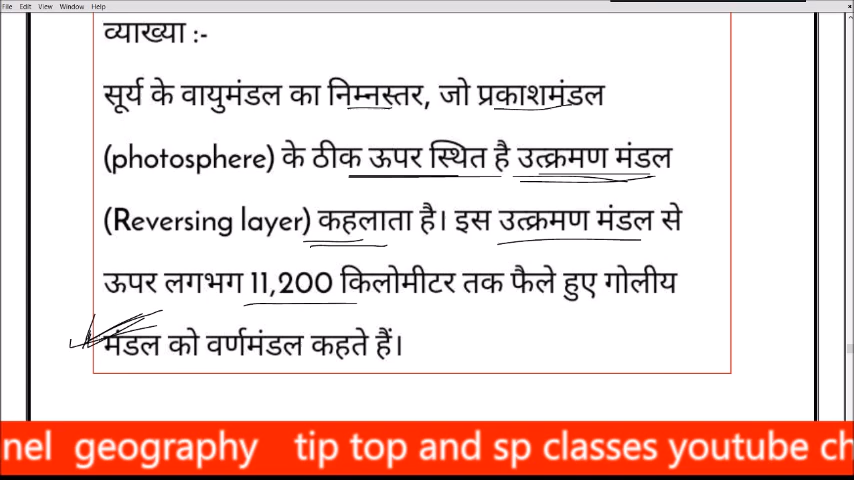 File Edit View Window Help
व्याख्या :-
सूर्य के वायुमंडल का निम्नस्तर, जो प्रकाशमंडल
(photosphere) के ठीक ऊपर स्थित है उत्क्रमण मंडल
(Reversing layer) कहलाता है। इस उत्क्रमण मंडल से
ऊपर लगभग 11,200 किलोमीटर तक फैले हुए गोलीय
मंडल को वर्णमंडल कहते हैं।
nel geography tip top and sp classes youtube ch